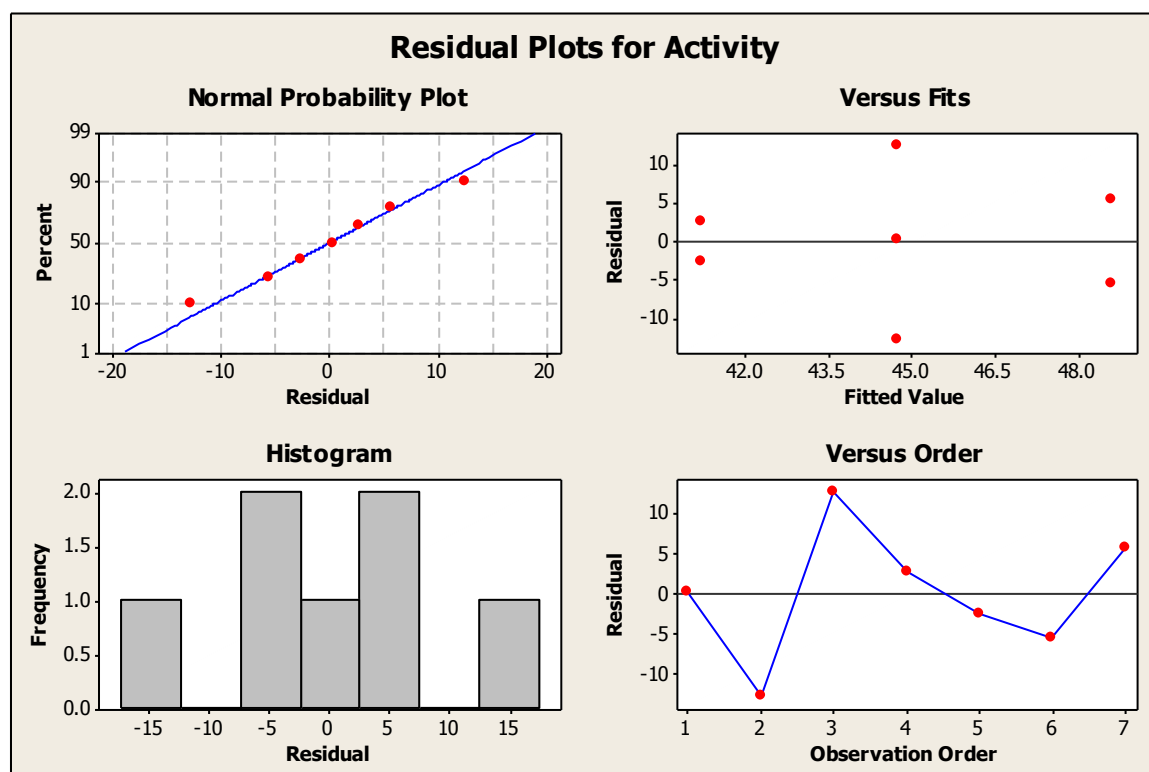 Residual Plots for Activity
Normal Probability Plot
99
90
50
10
1
Percent
-20 -10 0 10 20
Residual
Versus Fits
10
5
0
-5
-10
Residual
42.0 43.5 45.0 46.5 48.0
Fitted Value
Histogram
2.0
1.5
1.0
0.5
0.0
Frequency
-15 -10 -5 0 5 10 15
Residual
Versus Order
10
5
0
-5
-10
Residual
1 2 3 4 5 6 7
Observation Order